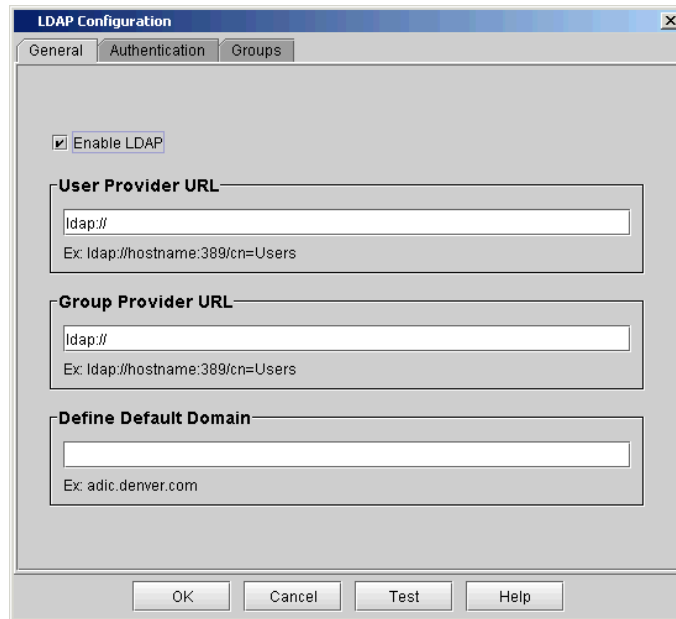 LDAP Configuration
General Authentication Groups
Enable LDAP
User Provider URL
ldap://
Ex: ldap://hostname:389/cn=Users
Group Provider URL
ldap://
Ex: ldap://hostname:389/cn=Users
Define Default Domain
Ex: adic.denver.com
OK Cancel Test Help